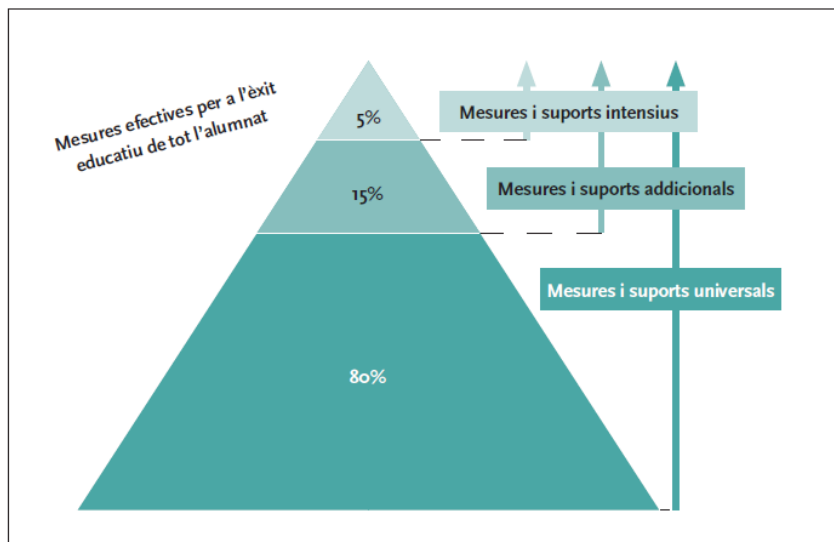 Mesures efectives per a l'èxit
educatiu de tot l'alumnat
5%
Mesures i suports intensius
15%
Mesures i suports addicionals
Mesures i suports universals
80%